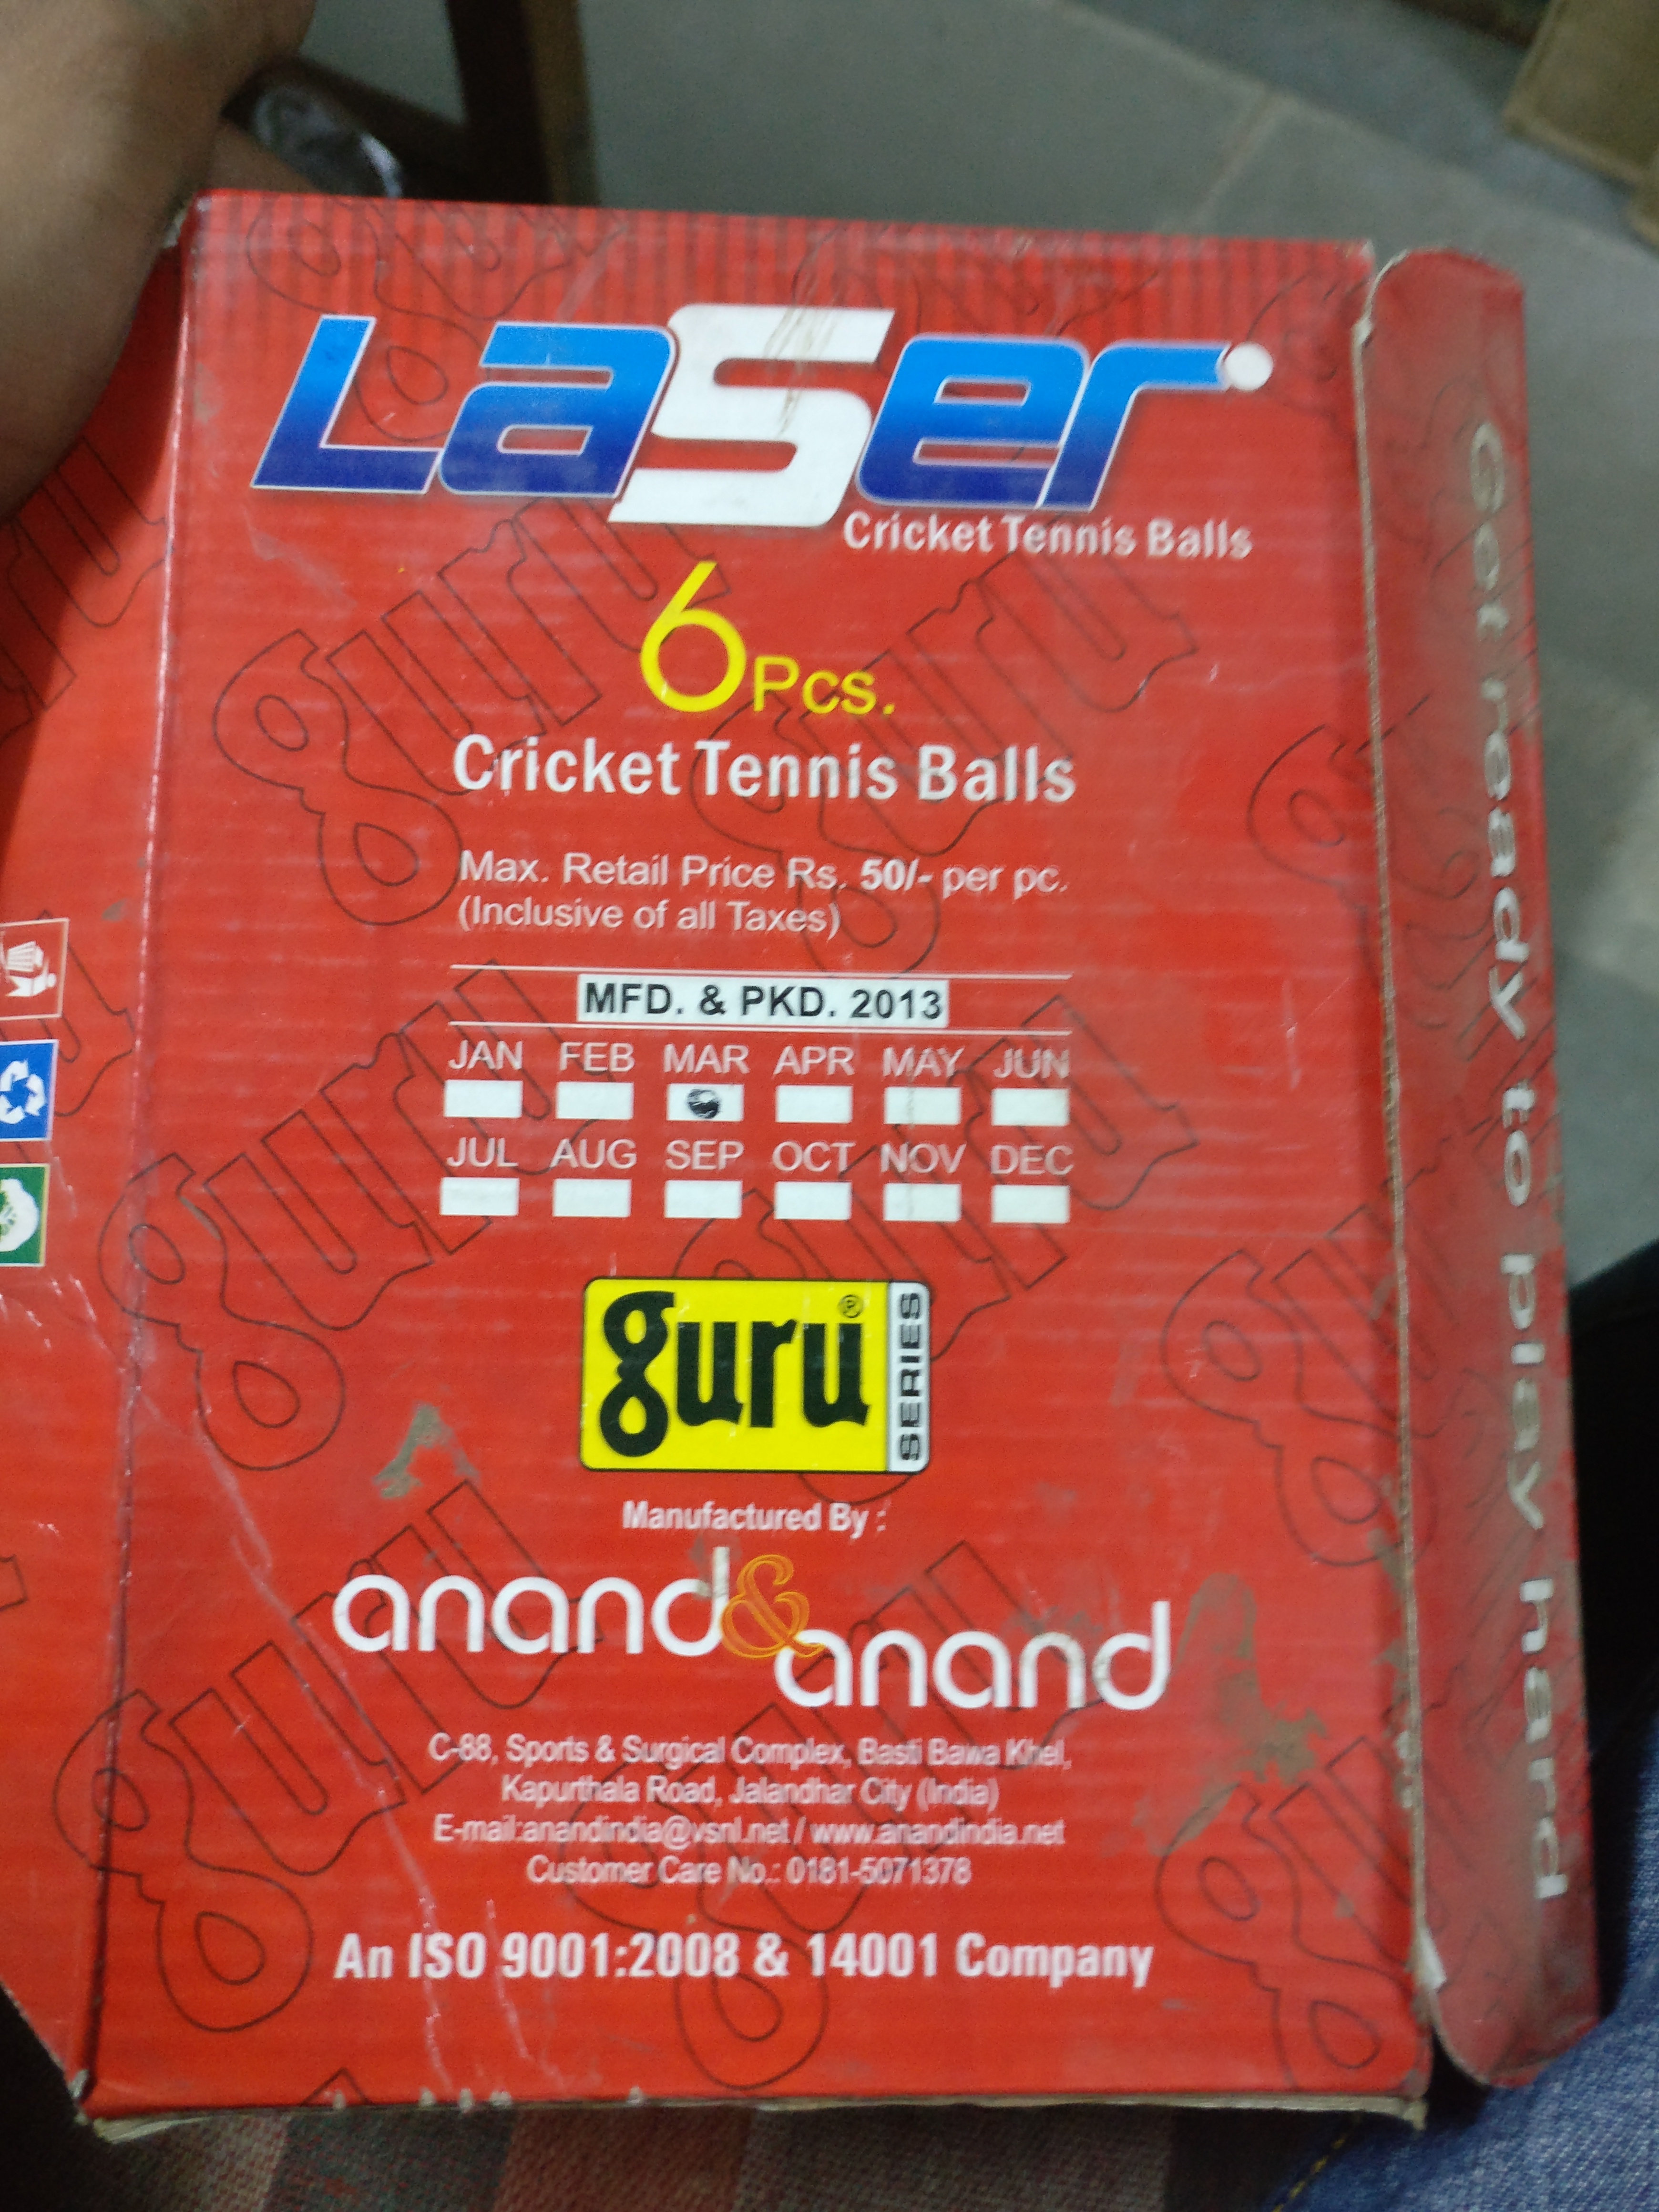 Laser
Cricket Tennis Balls
6 Pcs.
Cricket Tennis Balls
Max. Retail Price Rs. 50/- per pc.
(Inclusive of all Taxes)
MFD. & PKD. 2013
JAN FEB MAR APR MAY JUN
JUL AUG SEP OCT NOV DEC
guru® SERIES
Manufactured By :
anand & anand
C-88, Sports & Surgical Complex, Basti Bawa Khel,
Kapurthala Road, Jalandhar City (India)
E-mail:anandindia@vsnl.net / www.anandindia.net
Customer Care No.: 0181-5071378
An ISO 9001:2008 & 14001 Company
Get ready to play hard